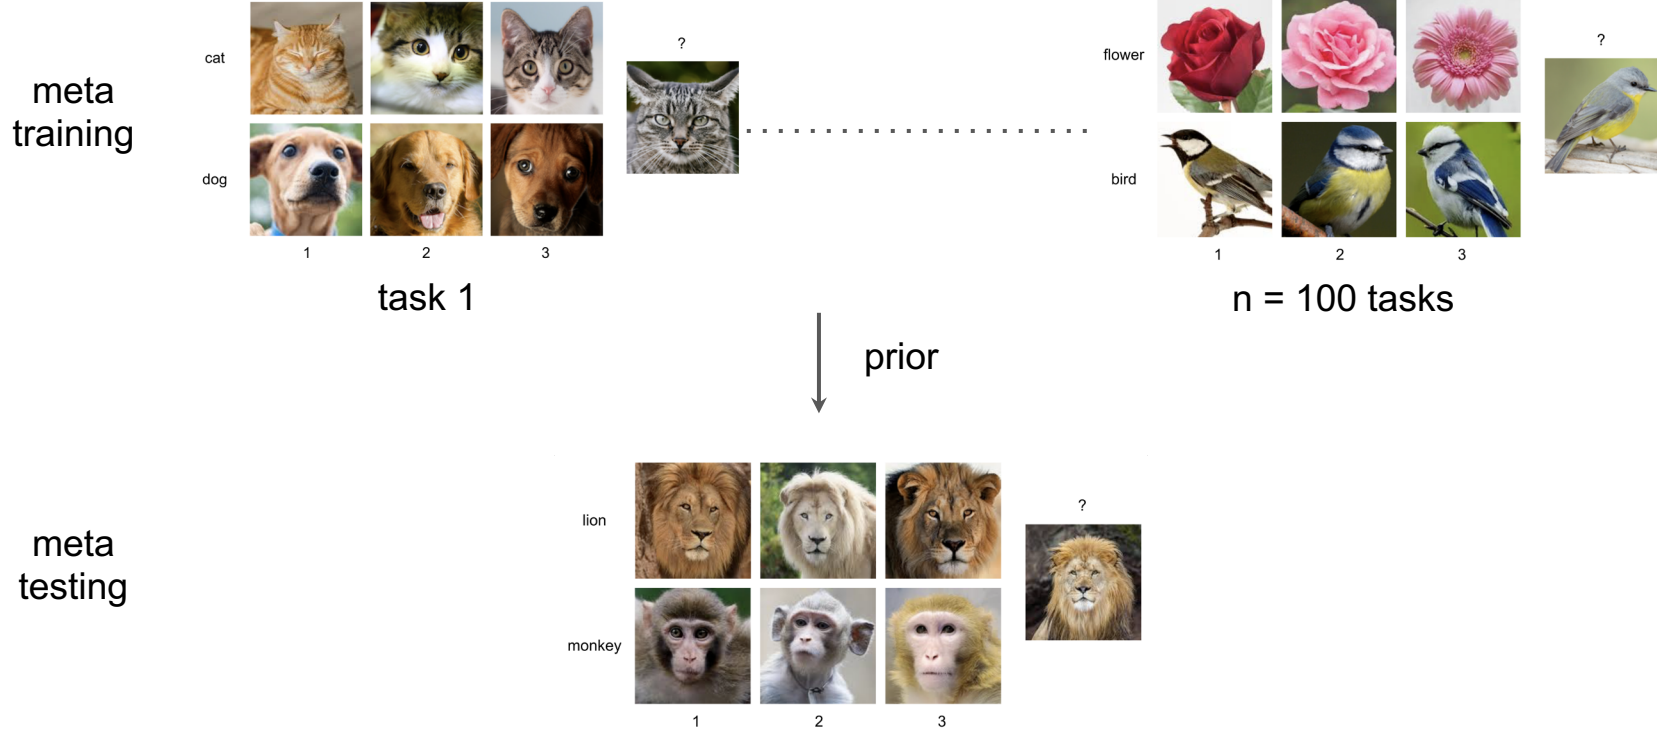 meta
training
cat
dog
?
1 2 3
task 1
flower
bird
?
1 2 3
n = 100 tasks
prior
meta
testing
lion
monkey
?
1 2 3